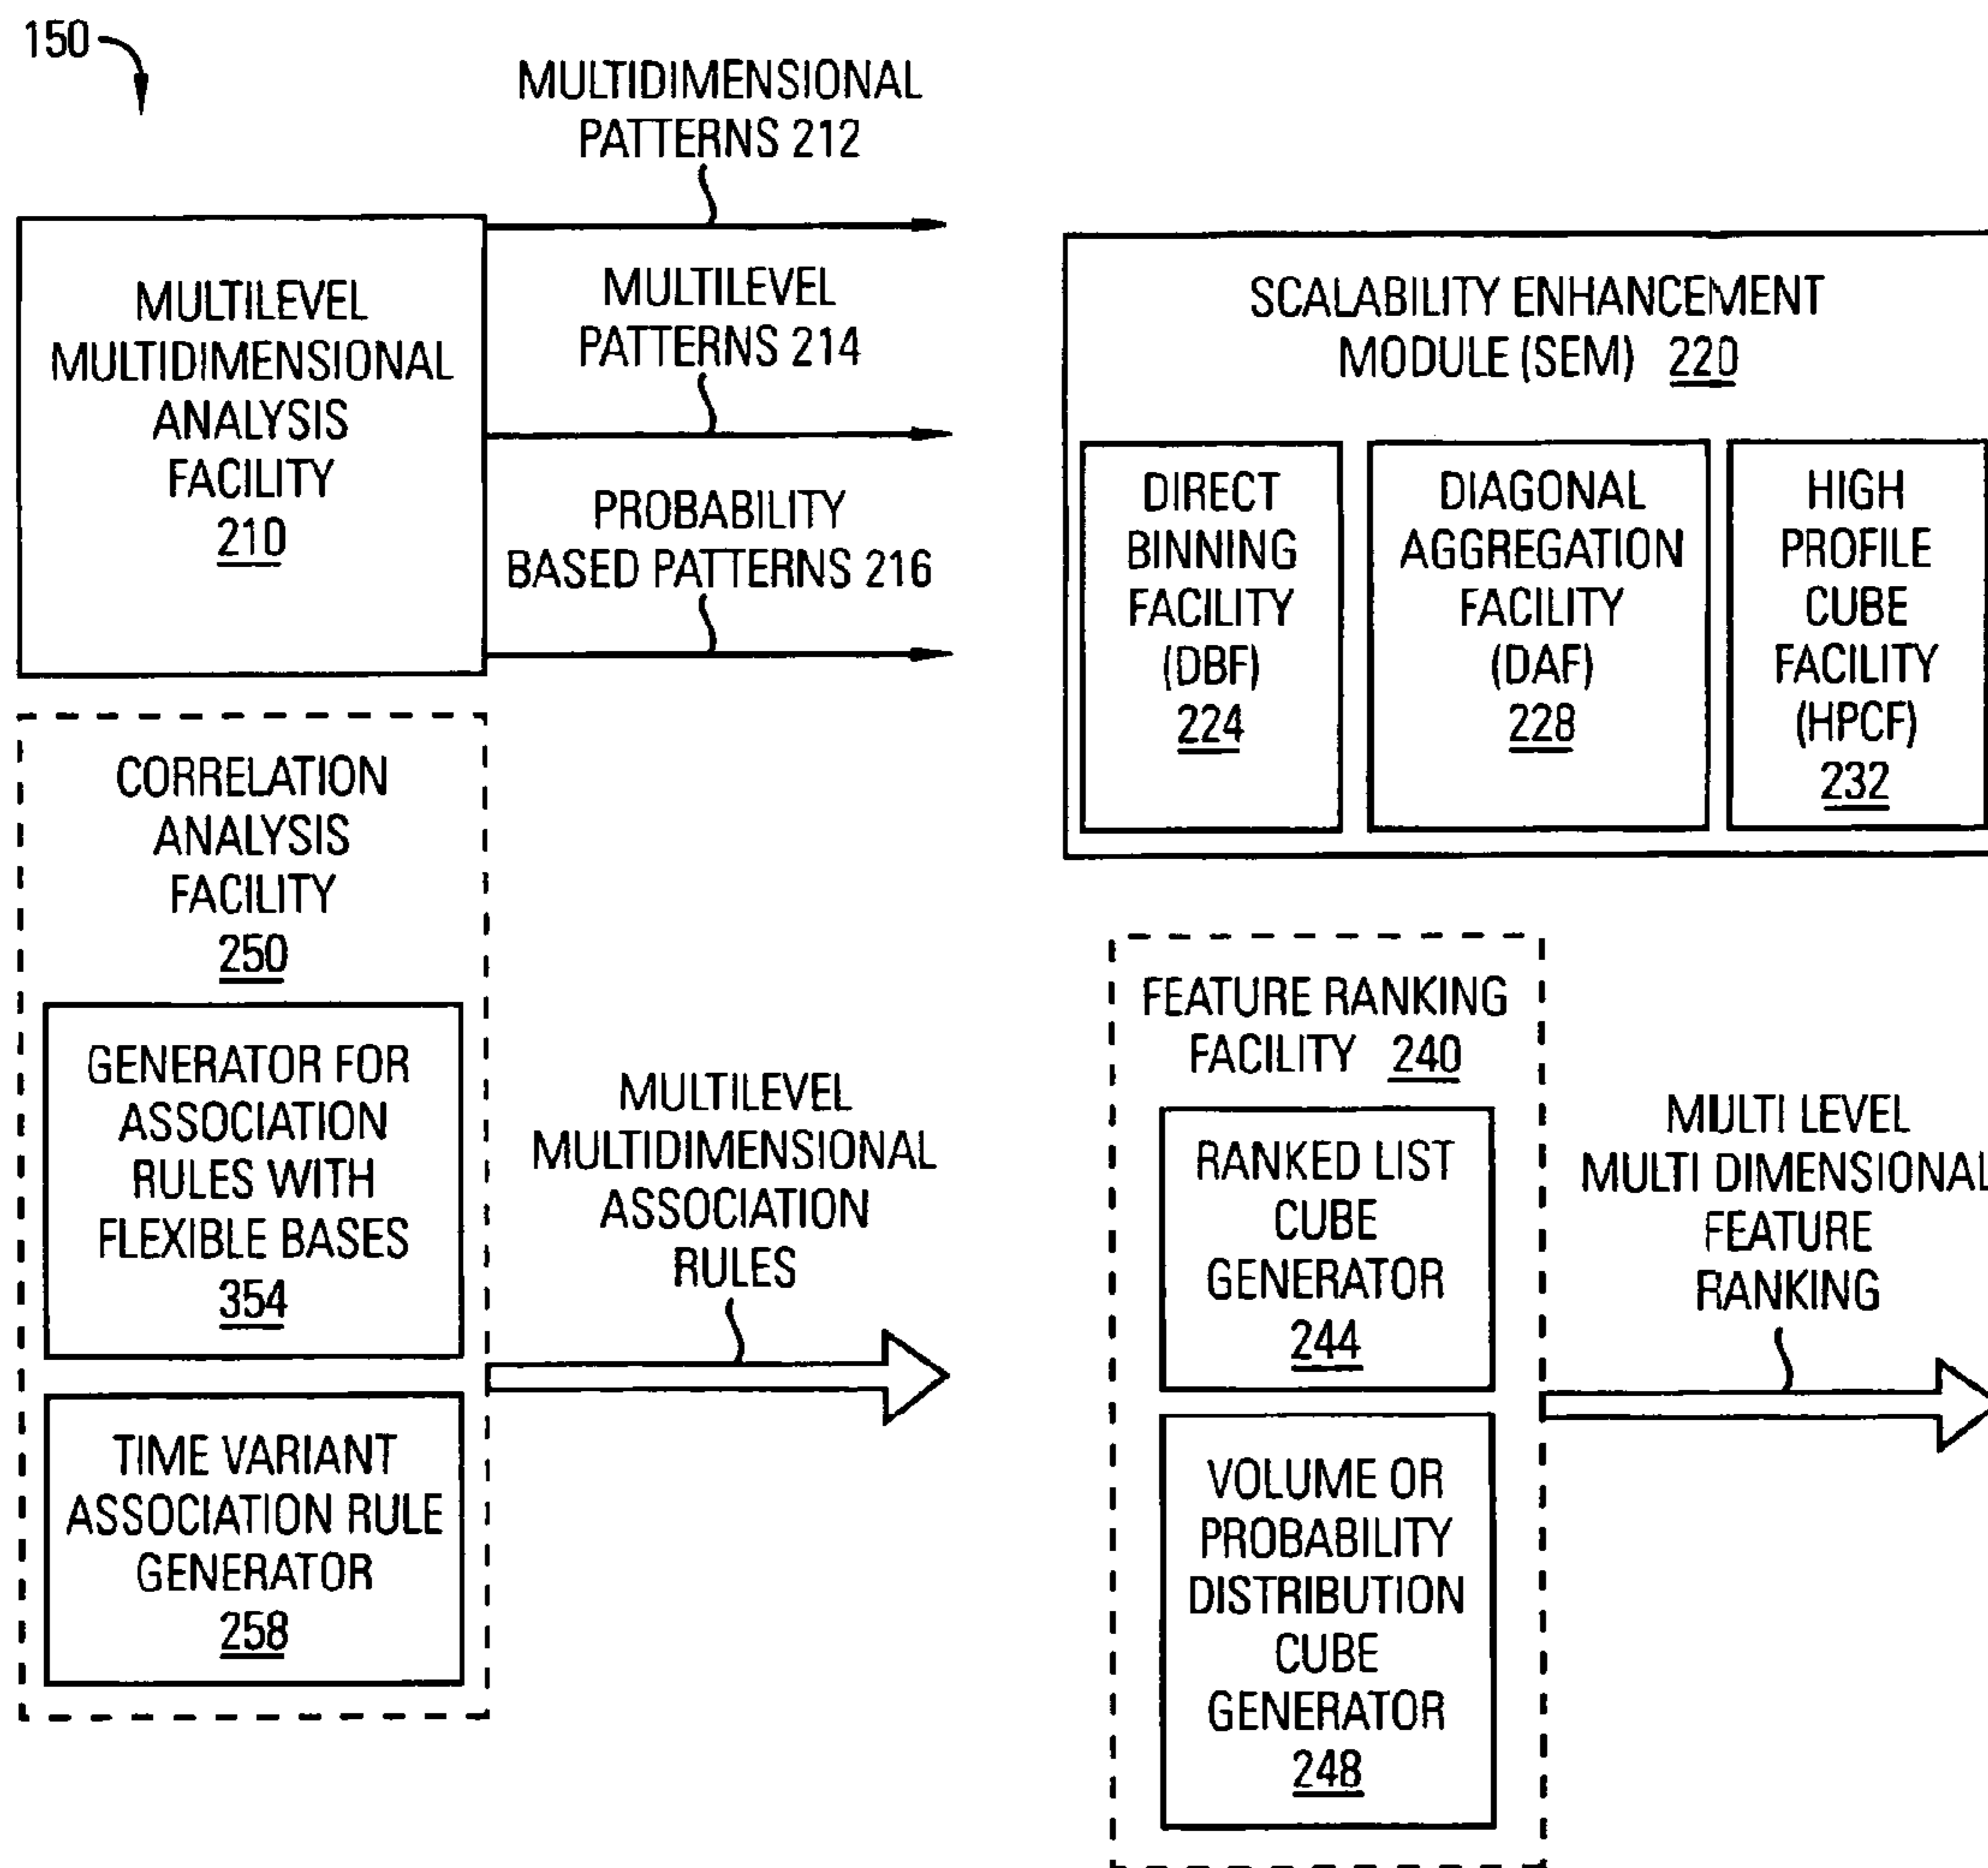 150
MULTIDIMENSIONAL
PATTERNS 212
MULTILEVEL
MULTIDIMENSIONAL
ANALYSIS
FACILITY
210
MULTILEVEL
PATTERNS 214
PROBABILITY
BASED PATTERNS 216
SCALABILITY ENHANCEMENT
MODULE (SEM) 220
DIRECT
BINNING
FACILITY
(DBF)
224
DIAGONAL
AGGREGATION
FACILITY
(DAF)
228
HIGH
PROFILE
CUBE
FACILITY
(HPCF)
232
CORRELATION
ANALYSIS
FACILITY
250
GENERATOR FOR
ASSOCIATION
RULES WITH
FLEXIBLE BASES
354
TIME VARIANT
ASSOCIATION RULE
GENERATOR
258
MULTILEVEL
MULTIDIMENSIONAL
ASSOCIATION
RULES
FEATURE RANKING
FACILITY 240
RANKED LIST
CUBE
GENERATOR
244
VOLUME OR
PROBABILITY
DISTRIBUTION
CUBE
GENERATOR
248
MULTI LEVEL
MULTI DIMENSIONAL
FEATURE
RANKING